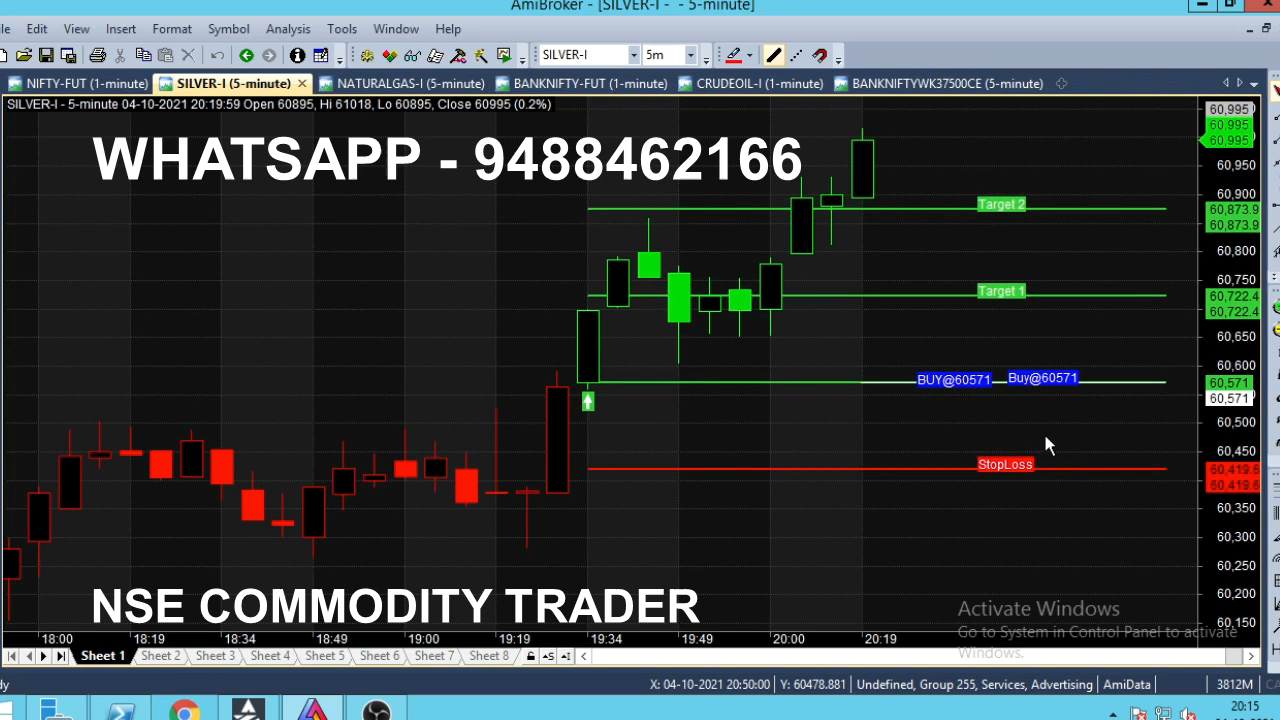 AmiBroker - [SILVER-I - - 5-minute]
Edit View Insert Format Symbol Analysis Tools Window Help
SILVER-I 5m
NIFTY-FUT (1-minute) SILVER-I (5-minute) NATURALGAS-I (5-minute) BANKNIFTY-FUT (1-minute) CRUDEOIL-I (1-minute) BANKNIFTYWK37500CE (5-minute)
SILVER-I - 5-minute 04-10-2021 20:19:59 Open 60895, Hi 61018, Lo 60895, Close 60995 (0.2%)
60,995
60,995
60,995
WHATSAPP - 9488462166
60,950
60,900
Target 2
60,873.9
60,873.9
60,800
60,750
Target 1
60,722.4
60,722.4
60,650
60,600
BUY@60571 Buy@60571
60,571
60,571
60,500
60,450
StopLoss
60,419.6
60,419.6
60,350
60,300
60,250
60,200
NSE COMMODITY TRADER
Activate Windows
60,150
Go to System in Control Panel to activate
Windows.
18:00 18:19 18:34 18:49 19:00 19:19 19:34 19:49 20:00 20:19
Sheet 1 Sheet 2 Sheet 3 Sheet 4 Sheet 5 Sheet 6 Sheet 7 Sheet 8
X: 04-10-2021 20:50:00 Y: 60478.881 Undefined, Group 255, Services, Advertising AmiData 3812M
20:15